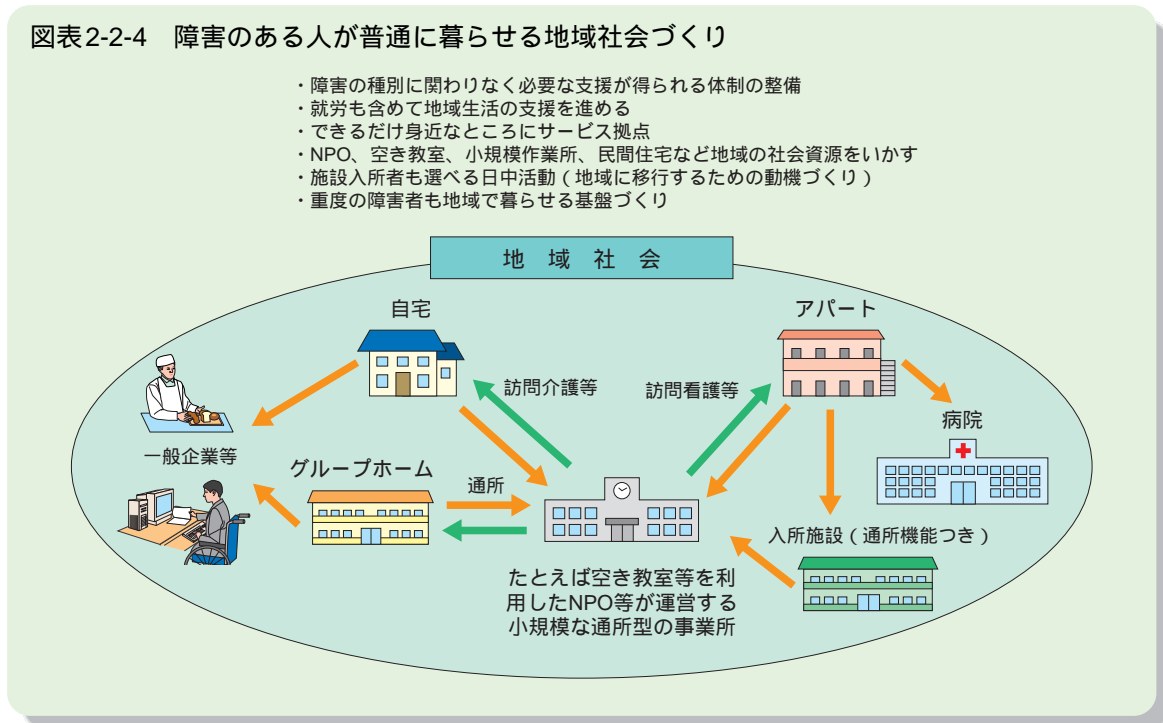 図表2-2-4　障害のある人が普通に暮らせる地域社会づくり
・障害の種別に関わりなく必要な支援が得られる体制の整備
・就労も含めて地域生活の支援を進める
・できるだけ身近なところにサービス拠点
・NPO、空き教室、小規模作業所、民間住宅など地域の社会資源をいかす
・施設入所者も選べる日中活動（地域に移行するための動機づくり）
・重度の障害者も地域で暮らせる基盤づくり
地　域　社　会
自宅
アパート
訪問介護等
訪問看護等
病院
一般企業等
グループホーム
通所
入所施設（通所機能つき）
たとえば空き教室等を利
用したNPO等が運営する
小規模な通所型の事業所